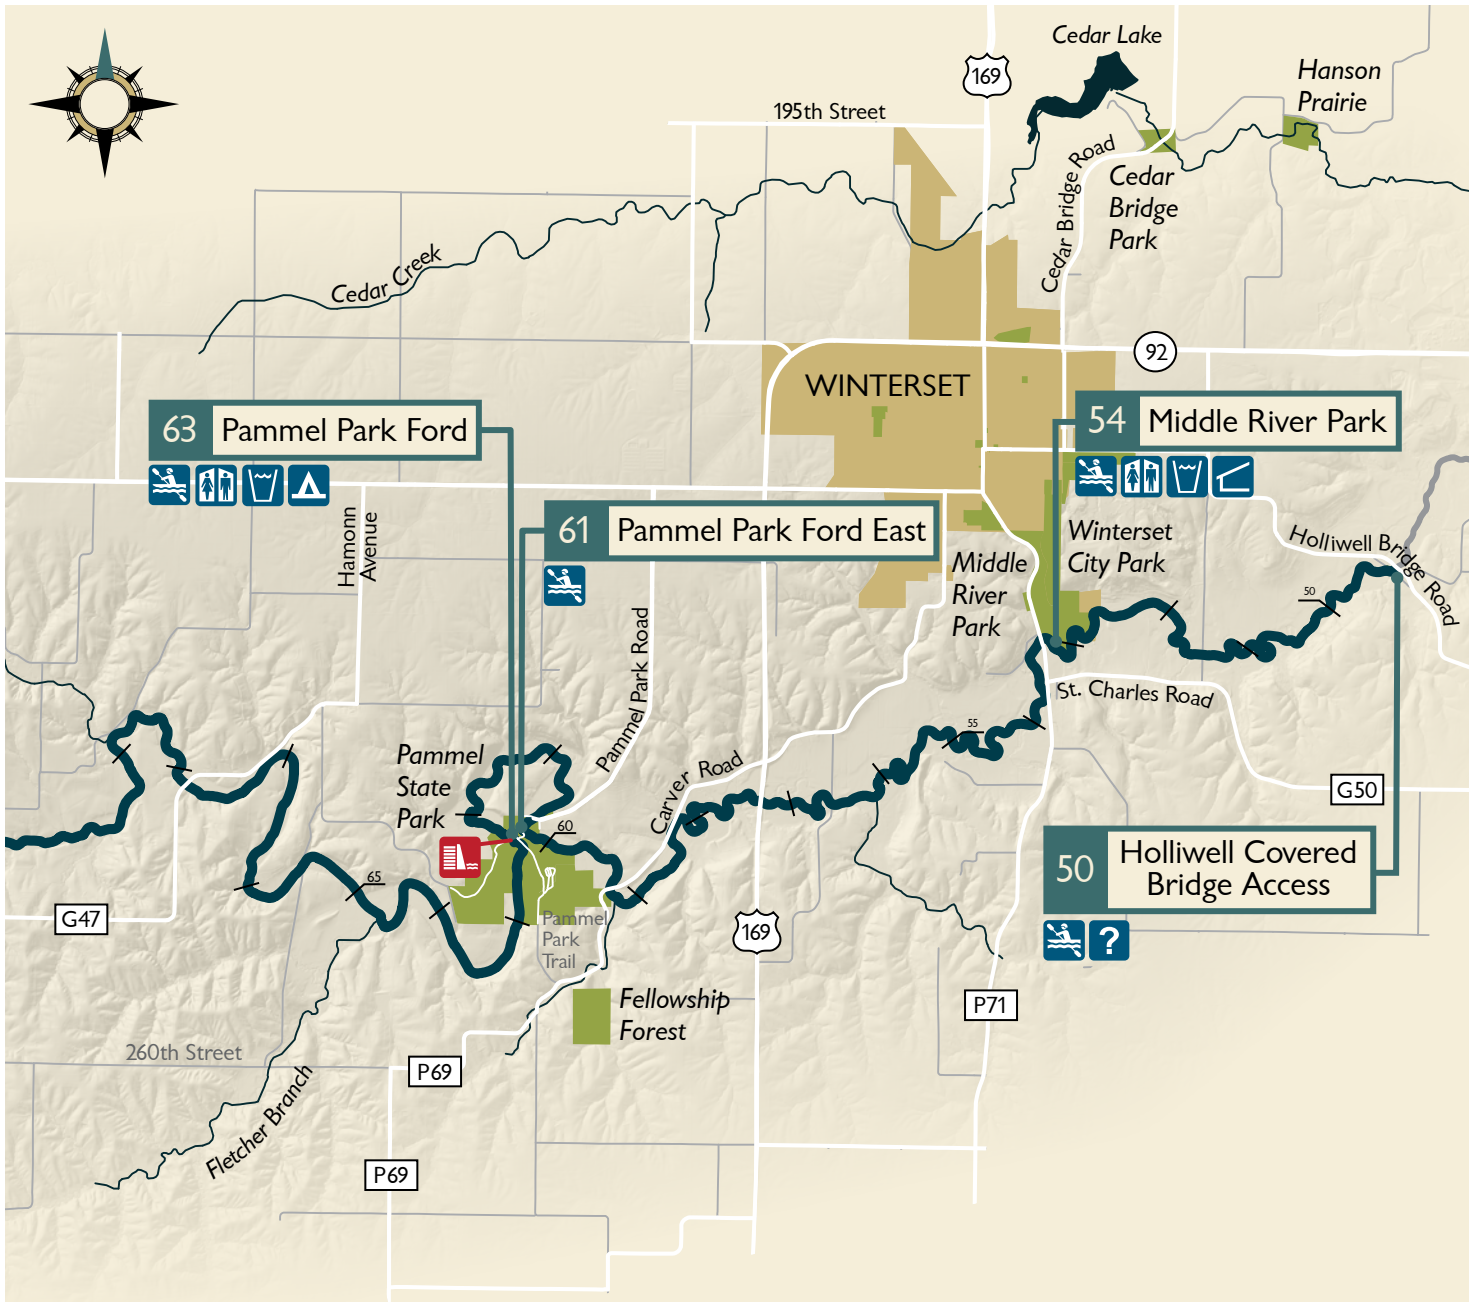 Cedar Lake
169
Hanson
Prairie
195th Street
Cedar Bridge Road
Cedar
Bridge
Park
Cedar Creek
92
WINTERSET
63 Pammel Park Ford
54 Middle River Park
61 Pammel Park Ford East
Hamonn
Avenue
Winterset
City Park
Holliwell Bridge Road
Middle
River
Park
50
Pammel Park Road
St. Charles Road
55
Pammel
State
Park
Carver Road
G50
60
65
50 Holliwell Covered
Bridge Access
G47
Pammel
Park
Trail
169
?
Fellowship
Forest
P71
260th Street
P69
Fletcher Branch
P69